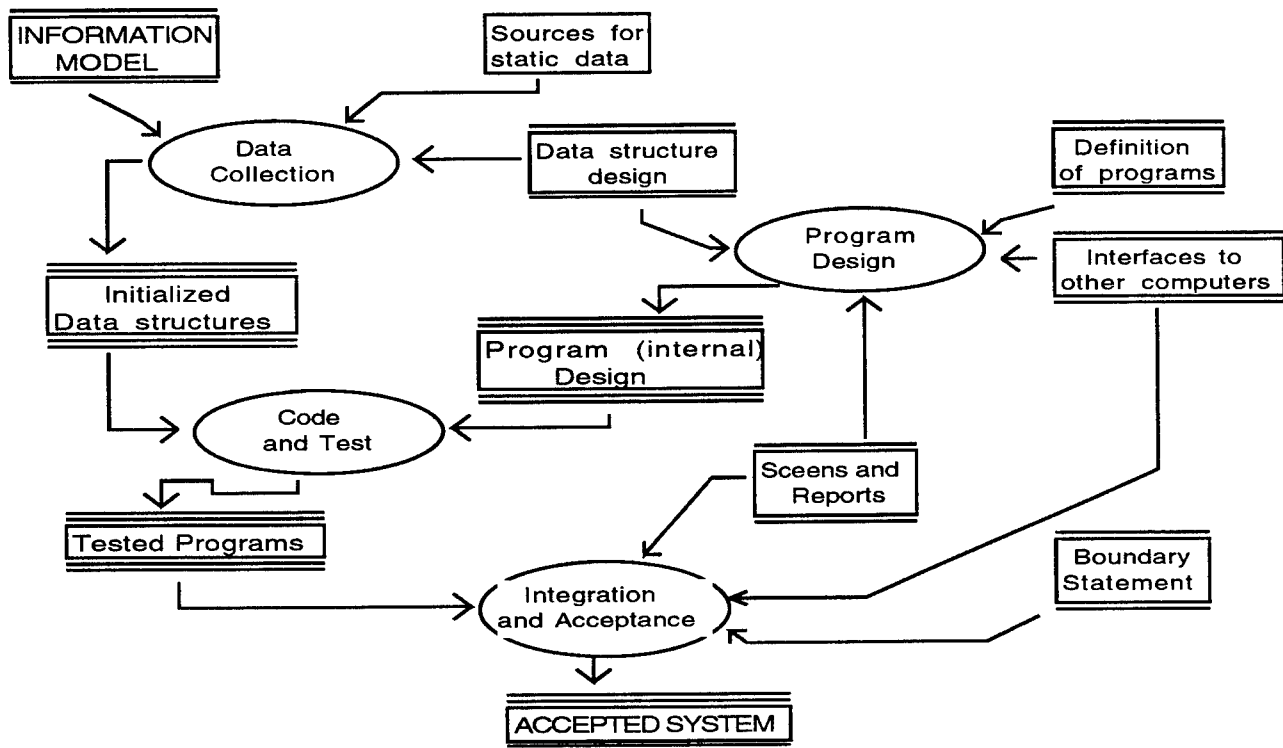 INFORMATION
MODEL
Sources for
static data
Data
Collection
Data structure
design
Definition
of programs
Program
Design
Interfaces to
other computers
Initialized
Data structures
Program (internal)
Design
Code
and Test
Sceens and
Reports
Tested Programs
Boundary
Statement
Integration
and Acceptance
ACCEPTED SYSTEM